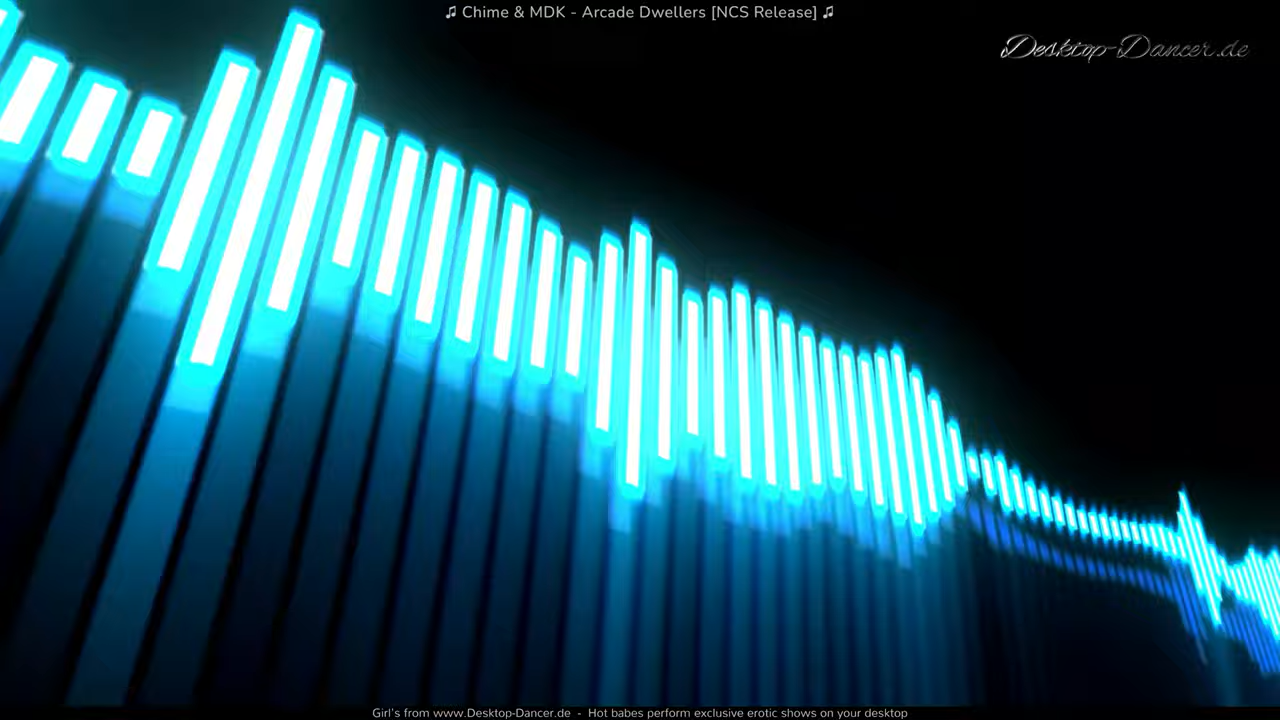 ♫ Chime & MDK - Arcade Dwellers [NCS Release] ♫
Desktop-Dancer.de
Girl's from www.Desktop-Dancer.de - Hot babes perform exclusive erotic shows on your desktop